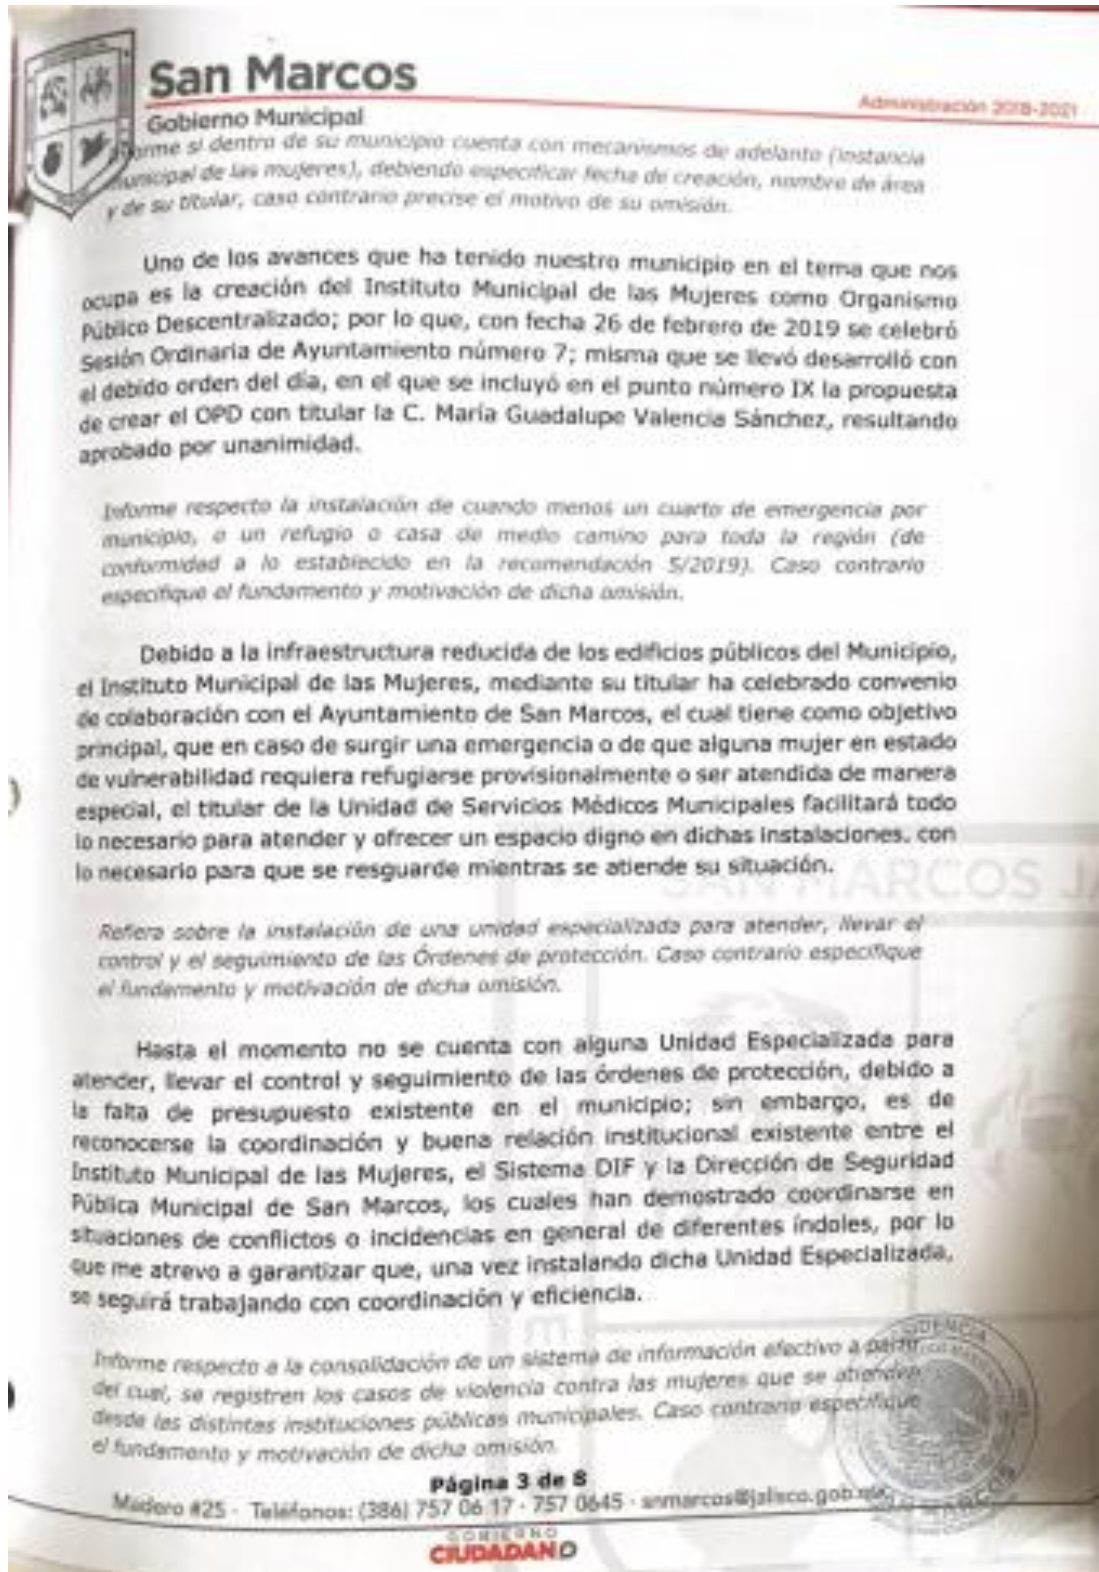 San Marcos
Gobierno Municipal
Administración 2018-2021
Informe si dentro de su municipio cuenta con mecanismos de adelanto (instancia
municipal de las mujeres), debiendo especificar fecha de creación, nombre de área
y de su titular, caso contrario precise el motivo de su omisión.
Uno de los avances que ha tenido nuestro municipio en el tema que nos
ocupa es la creación del Instituto Municipal de las Mujeres como Organismo
Público Descentralizado; por lo que, con fecha 26 de febrero de 2019 se celebró
Sesión Ordinaria de Ayuntamiento número 7; misma que se llevó desarrolló con
el debido orden del día, en el que se incluyó en el punto número IX la propuesta
de crear el OPD con titular la C. María Guadalupe Valencia Sánchez, resultando
aprobado por unanimidad.
Informe respecto la instalación de cuando menos un cuarto de emergencia por
municipio, o un refugio o casa de medio camino para toda la región (de
conformidad a lo establecido en la recomendación 5/2019). Caso contrario
especifique el fundamento y motivación de dicha omisión.
Debido a la infraestructura reducida de los edificios públicos del Municipio,
el Instituto Municipal de las Mujeres, mediante su titular ha celebrado convenio
de colaboración con el Ayuntamiento de San Marcos, el cual tiene como objetivo
principal, que en caso de surgir una emergencia o de que alguna mujer en estado
de vulnerabilidad requiera refugiarse provisionalmente o ser atendida de manera
especial, el titular de la Unidad de Servicios Médicos Municipales facilitará todo
lo necesario para atender y ofrecer un espacio digno en dichas instalaciones, con
lo necesario para que se resguarde mientras se atiende su situación.
SAN MARCOS JA
Refiera sobre la instalación de una unidad especializada para atender, llevar el
control y el seguimiento de las Órdenes de protección. Caso contrario especifique
el fundamento y motivación de dicha omisión.
Hasta el momento no se cuenta con alguna Unidad Especializada para
atender, llevar el control y seguimiento de las órdenes de protección, debido a
la falta de presupuesto existente en el municipio; sin embargo, es de
reconocerse la coordinación y buena relación institucional existente entre el
Instituto Municipal de las Mujeres, el Sistema DIF y la Dirección de Seguridad
Pública Municipal de San Marcos, los cuales han demostrado coordinarse en
situaciones de conflictos o incidencias en general de diferentes índoles, por lo
que me atrevo a garantizar que, una vez instalando dicha Unidad Especializada,
se seguirá trabajando con coordinación y eficiencia.
Informe respecto a la consolidación de un sistema de información efectivo a partir
del cual, se registren los casos de violencia contra las mujeres que se atienden
desde las distintas instituciones públicas municipales. Caso contrario especifique
el fundamento y motivación de dicha omisión.
Página 3 de 8
Madero #25 - Teléfonos: (386) 757 06 17 - 757 0645 - snmarcos@jalisco.gob.mx
GOBIERNO
CIUDADANO